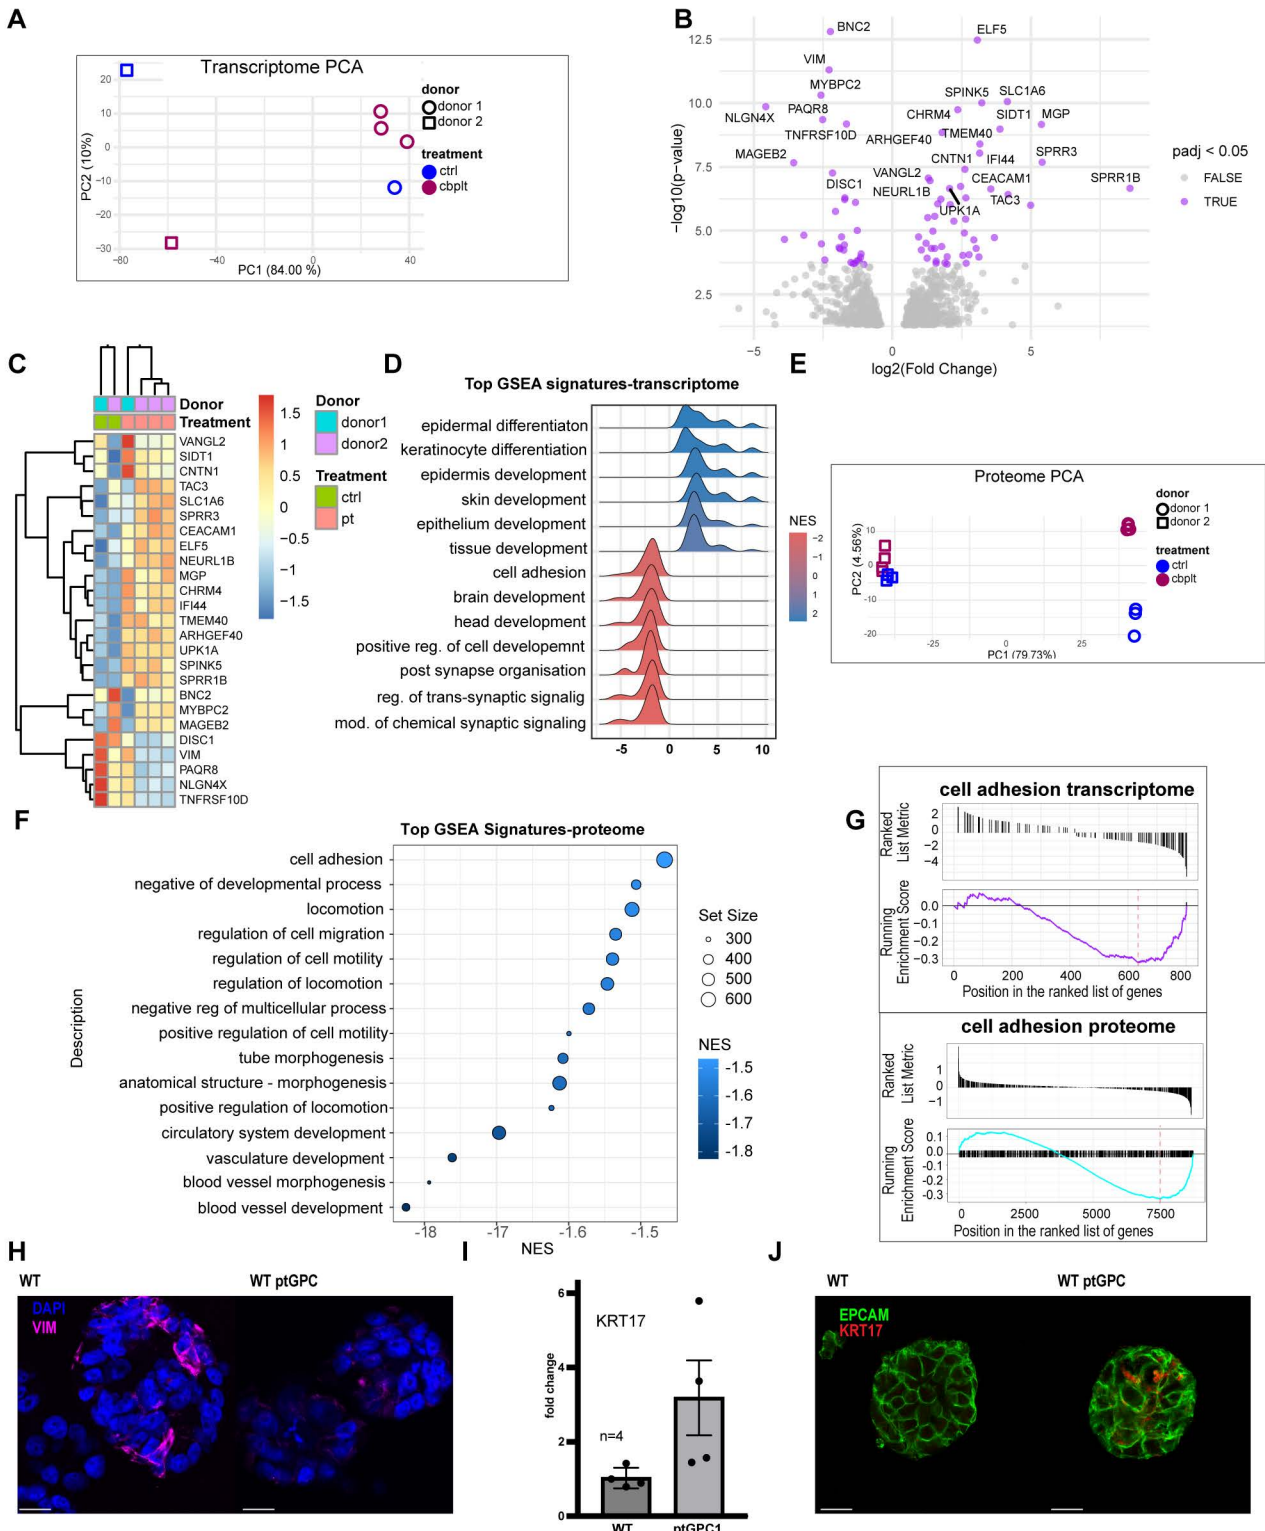 A
Transcriptome PCA
20
10
0
−10
−20
−30
PC2 (10%)
−80
−40
0
40
PC1 (84.00 %)
donor
donor 1
donor 2
treatment
ctrl
cbplt
B
12.5
10.0
7.5
5.0
2.5
−log10(p−value)
BNC2
ELF5
VIM
MYBPC2
SPINK5
SLC1A6
NLGN4X
PAQR8
CHRM4
SIDT1
MGP
TNFRSF10D
ARHGEF40
TMEM40
MAGEB2
CNTN1
IFI44
SPRR3
DISC1
VANGL2
CEACAM1
SPRR1B
NEURL1B
TAC3
UPK1A
−5
0
5
log2(Fold Change)
padj < 0.05
FALSE
TRUE
C
Donor
Treatment
VANGL2
SIDT1
CNTN1
TAC3
SLC1A6
SPRR3
CEACAM1
ELF5
NEURL1B
MGP
CHRM4
IFI44
TMEM40
ARHGEF40
UPK1A
SPINK5
SPRR1B
BNC2
MYBPC2
MAGEB2
DISC1
VIM
PAQR8
NLGN4X
TNFRSF10D
1.5
1
0.5
0
−0.5
−1
−1.5
Donor
donor1
donor2
Treatment
ctrl
pt
D
Top GSEA signatures-transcriptome
epidermal differentiaton
keratinocyte differentiation
epidermis development
skin development
epithelium development
tissue development
cell adhesion
brain development
head development
positive reg. of cell developemnt
post synapse organisation
reg. of trans-synaptic signalig
mod. of chemical synaptic signaling
-5
0
5
10
NES
−2
−1
0
1
2
E
Proteome PCA
10
0
-10
-20
PC2 (4.56%)
-25
0
25
PC1 (79.73%)
donor
donor 1
donor 2
treatment
ctrl
cbplt
F
Top GSEA Signatures-proteome
Description
cell adhesion
negative of developmental process
locomotion
regulation of cell migration
regulation of cell motility
regulation of locomotion
negative reg of multicellular process
positive regulation of cell motility
tube morphogenesis
anatomical structure - morphogenesis
positive regulation of locomotion
circulatory system development
vasculature development
blood vessel morphogenesis
blood vessel development
-18
-17
-1.6
-1.5
NES
Set Size
300
400
500
600
NES
-1.5
-1.6
-1.7
-1.8
G
cell adhesion transcriptome
Ranked
List Metric
2
0
−2
−4
Running
Enrichment Score
0.0
−0.1
−0.2
−0.3
0
200
400
600
800
Position in the ranked list of genes
cell adhesion proteome
Ranked
List Metric
1
0
−1
Running
Enrichment Score
0.1
0.0
-0.1
-0.2
-0.3
0
2500
5000
7500
Position in the ranked list of genes
H
WT
WT ptGPC
DAPI
VIM
I
KRT17
n=4
fold change
6
4
2
0
WT
ptGPC1
J
WT
WT ptGPC
EPCAM
KRT17